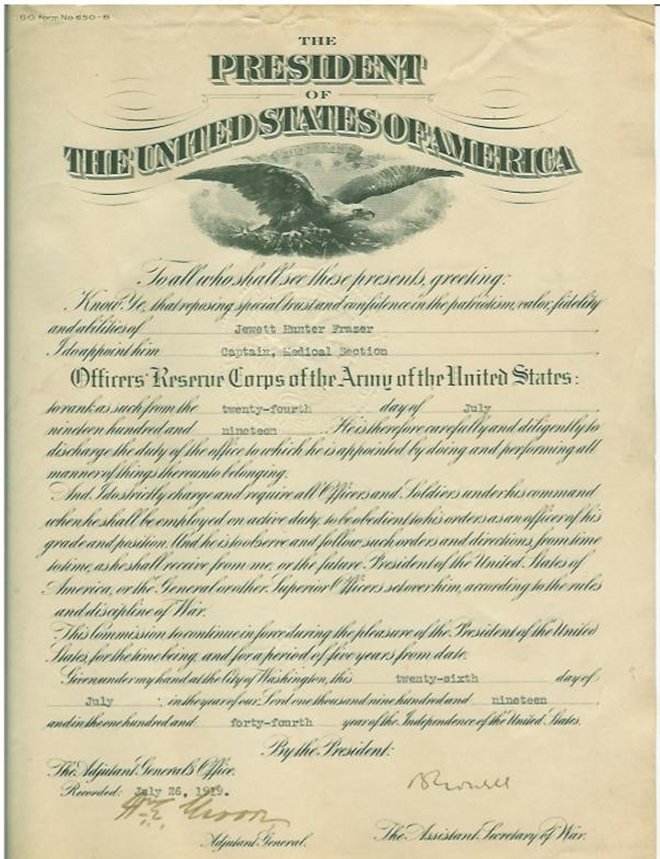 G.O. Form No. 650-B
THE
PRESIDENT
OF
THE UNITED STATES OF AMERICA
To all who shall see these presents, greeting:
Know Ye, that reposing special trust and confidence in the patriotism, valor, fidelity
and abilities of Jewett Hunter Frazer
I do appoint him Captain, Medical Section
Officers' Reserve Corps of the Army of the United States:
to rank as such from the twenty-fourth day of July
nineteen hundred and nineteen . He is therefore carefully and diligently to
discharge the duty of the office to which he is appointed by doing and performing all
manner of things thereunto belonging.
And I do strictly charge and require all Officers and Soldiers under his command
when he shall be employed on active duty, to be obedient to his orders as an officer of his
grade and position. And he is to observe and follow such orders and directions, from time
to time, as he shall receive from me, or the future President of the United States of
America, or the General or other Superior Officers set over him, according to the rules
and discipline of War.
This Commission to continue in force during the pleasure of the President of the United
States, for the time being, and for a period of five years from date.
Given under my hand at the City of Washington, this twenty-sixth day of
July , in the year of our Lord one thousand nine hundred and nineteen
and in the one hundred and forty-fourth year of the Independence of the United States.
By the President:
The Adjutant General's Office.
Recorded: July 26, 1919.
Adjutant General.
The Assistant Secretary of War.